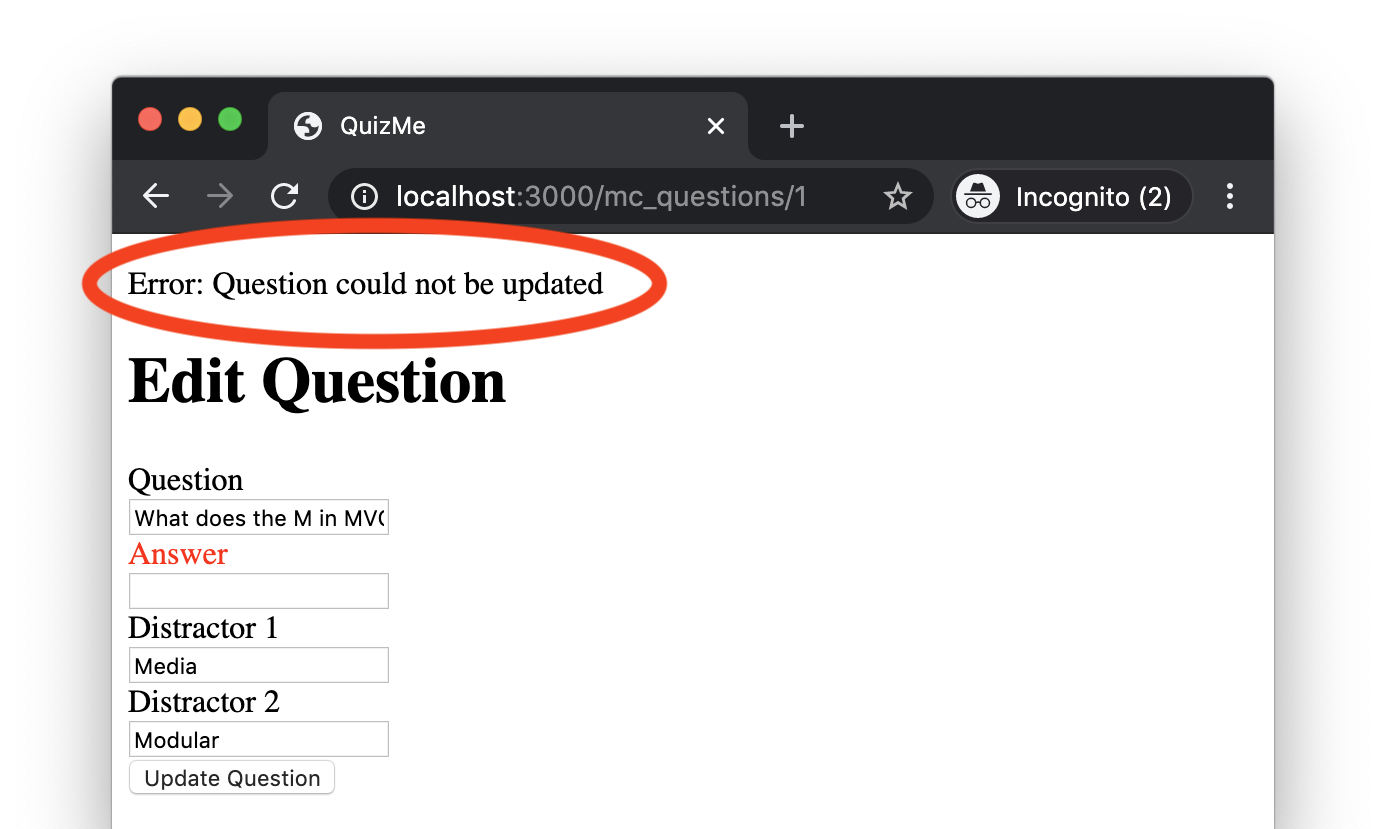 QuizMe
localhost:3000/mc_questions/1
Incognito (2)
Error: Question could not be updated
Edit Question
Question
What does the M in MV
Answer
Distractor 1
Media
Distractor 2
Modular
Update Question